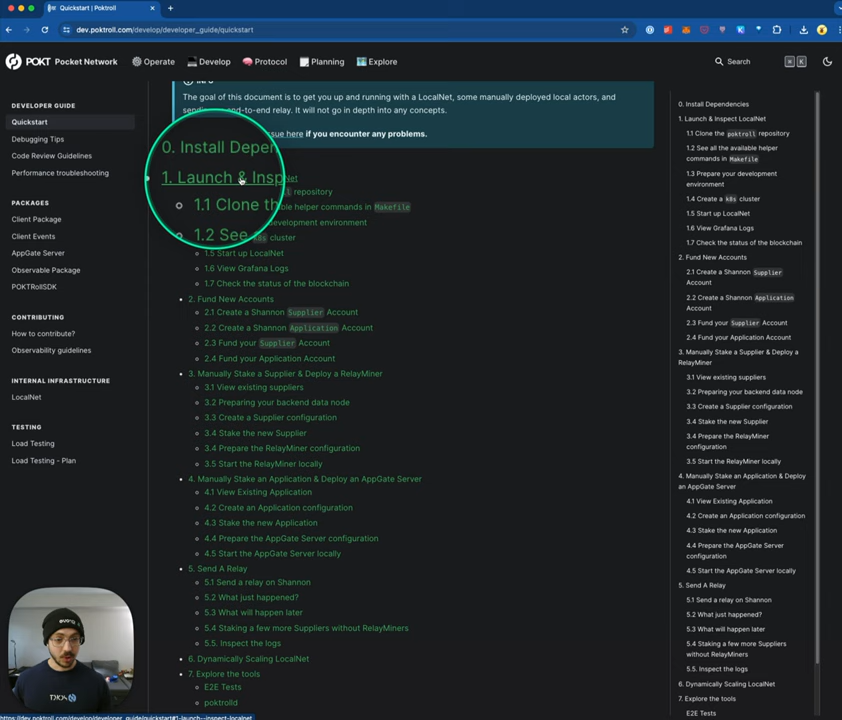 Quickstart | Poktroll
dev.poktroll.com/develop/developer_guide/quickstart
POKT Pocket Network
Operate
Develop
Protocol
Planning
Explore
Search
⌘ K
DEVELOPER GUIDE
Quickstart
Debugging Tips
Code Review Guidelines
Performance troubleshooting
PACKAGES
Client Package
Client Events
AppGate Server
Observable Package
POKTRollSDK
CONTRIBUTING
How to contribute?
Observability guidelines
INTERNAL INFRASTRUCTURE
LocalNet
TESTING
Load Testing
Load Testing - Plan
INFO
The goal of this document is to get you up and running with a LocalNet, some manually deployed local actors, and
end-to-end relay. It will not go in depth into any concepts.
sue here if you encounter any problems.
0. Install Depen
1. Launch & Insp
Net
1.1 Clone th
repository
1.2 See
able helper commands in Makefile
evelopment environment
k8s cluster
1.5 Start up LocalNet
1.6 View Grafana Logs
1.7 Check the status of the blockchain
2. Fund New Accounts
2.1 Create a Shannon Supplier Account
2.2 Create a Shannon Application Account
2.3 Fund your Supplier Account
2.4 Fund your Application Account
3. Manually Stake a Supplier & Deploy a RelayMiner
3.1 View existing suppliers
3.2 Preparing your backend data node
3.3 Create a Supplier configuration
3.4 Stake the new Supplier
3.4 Prepare the RelayMiner configuration
3.5 Start the RelayMiner locally
4. Manually Stake an Application & Deploy an AppGate Server
4.1 View Existing Application
4.2 Create an Application configuration
4.3 Stake the new Application
4.4 Prepare the AppGate Server configuration
4.5 Start the AppGate Server locally
5. Send A Relay
5.1 Send a relay on Shannon
5.2 What just happened?
5.3 What will happen later
5.4 Staking a few more Suppliers without RelayMiners
5.5. Inspect the logs
6. Dynamically Scaling LocalNet
7. Explore the tools
E2E Tests
poktrolld
0. Install Dependencies
1. Launch & Inspect LocalNet
1.1 Clone the poktroll repository
1.2 See all the available helper
commands in Makefile
1.3 Prepare your development
environment
1.4 Create a k8s cluster
1.5 Start up LocalNet
1.6 View Grafana Logs
1.7 Check the status of the blockchain
2. Fund New Accounts
2.1 Create a Shannon Supplier
Account
2.2 Create a Shannon Application
Account
2.3 Fund your Supplier Account
2.4 Fund your Application Account
3. Manually Stake a Supplier & Deploy a
RelayMiner
3.1 View existing suppliers
3.2 Preparing your backend data node
3.3 Create a Supplier configuration
3.4 Stake the new Supplier
3.4 Prepare the RelayMiner
configuration
3.5 Start the RelayMiner locally
4. Manually Stake an Application & Deploy
an AppGate Server
4.1 View Existing Application
4.2 Create an Application configuration
4.3 Stake the new Application
4.4 Prepare the AppGate Server
configuration
4.5 Start the AppGate Server locally
5. Send A Relay
5.1 Send a relay on Shannon
5.2 What just happened?
5.3 What will happen later
5.4 Staking a few more Suppliers
without RelayMiners
5.5. Inspect the logs
6. Dynamically Scaling LocalNet
7. Explore the tools
E2E Tests
https://dev.poktroll.com/develop/developer_guide/quickstart#1-launch--inspect-localnet